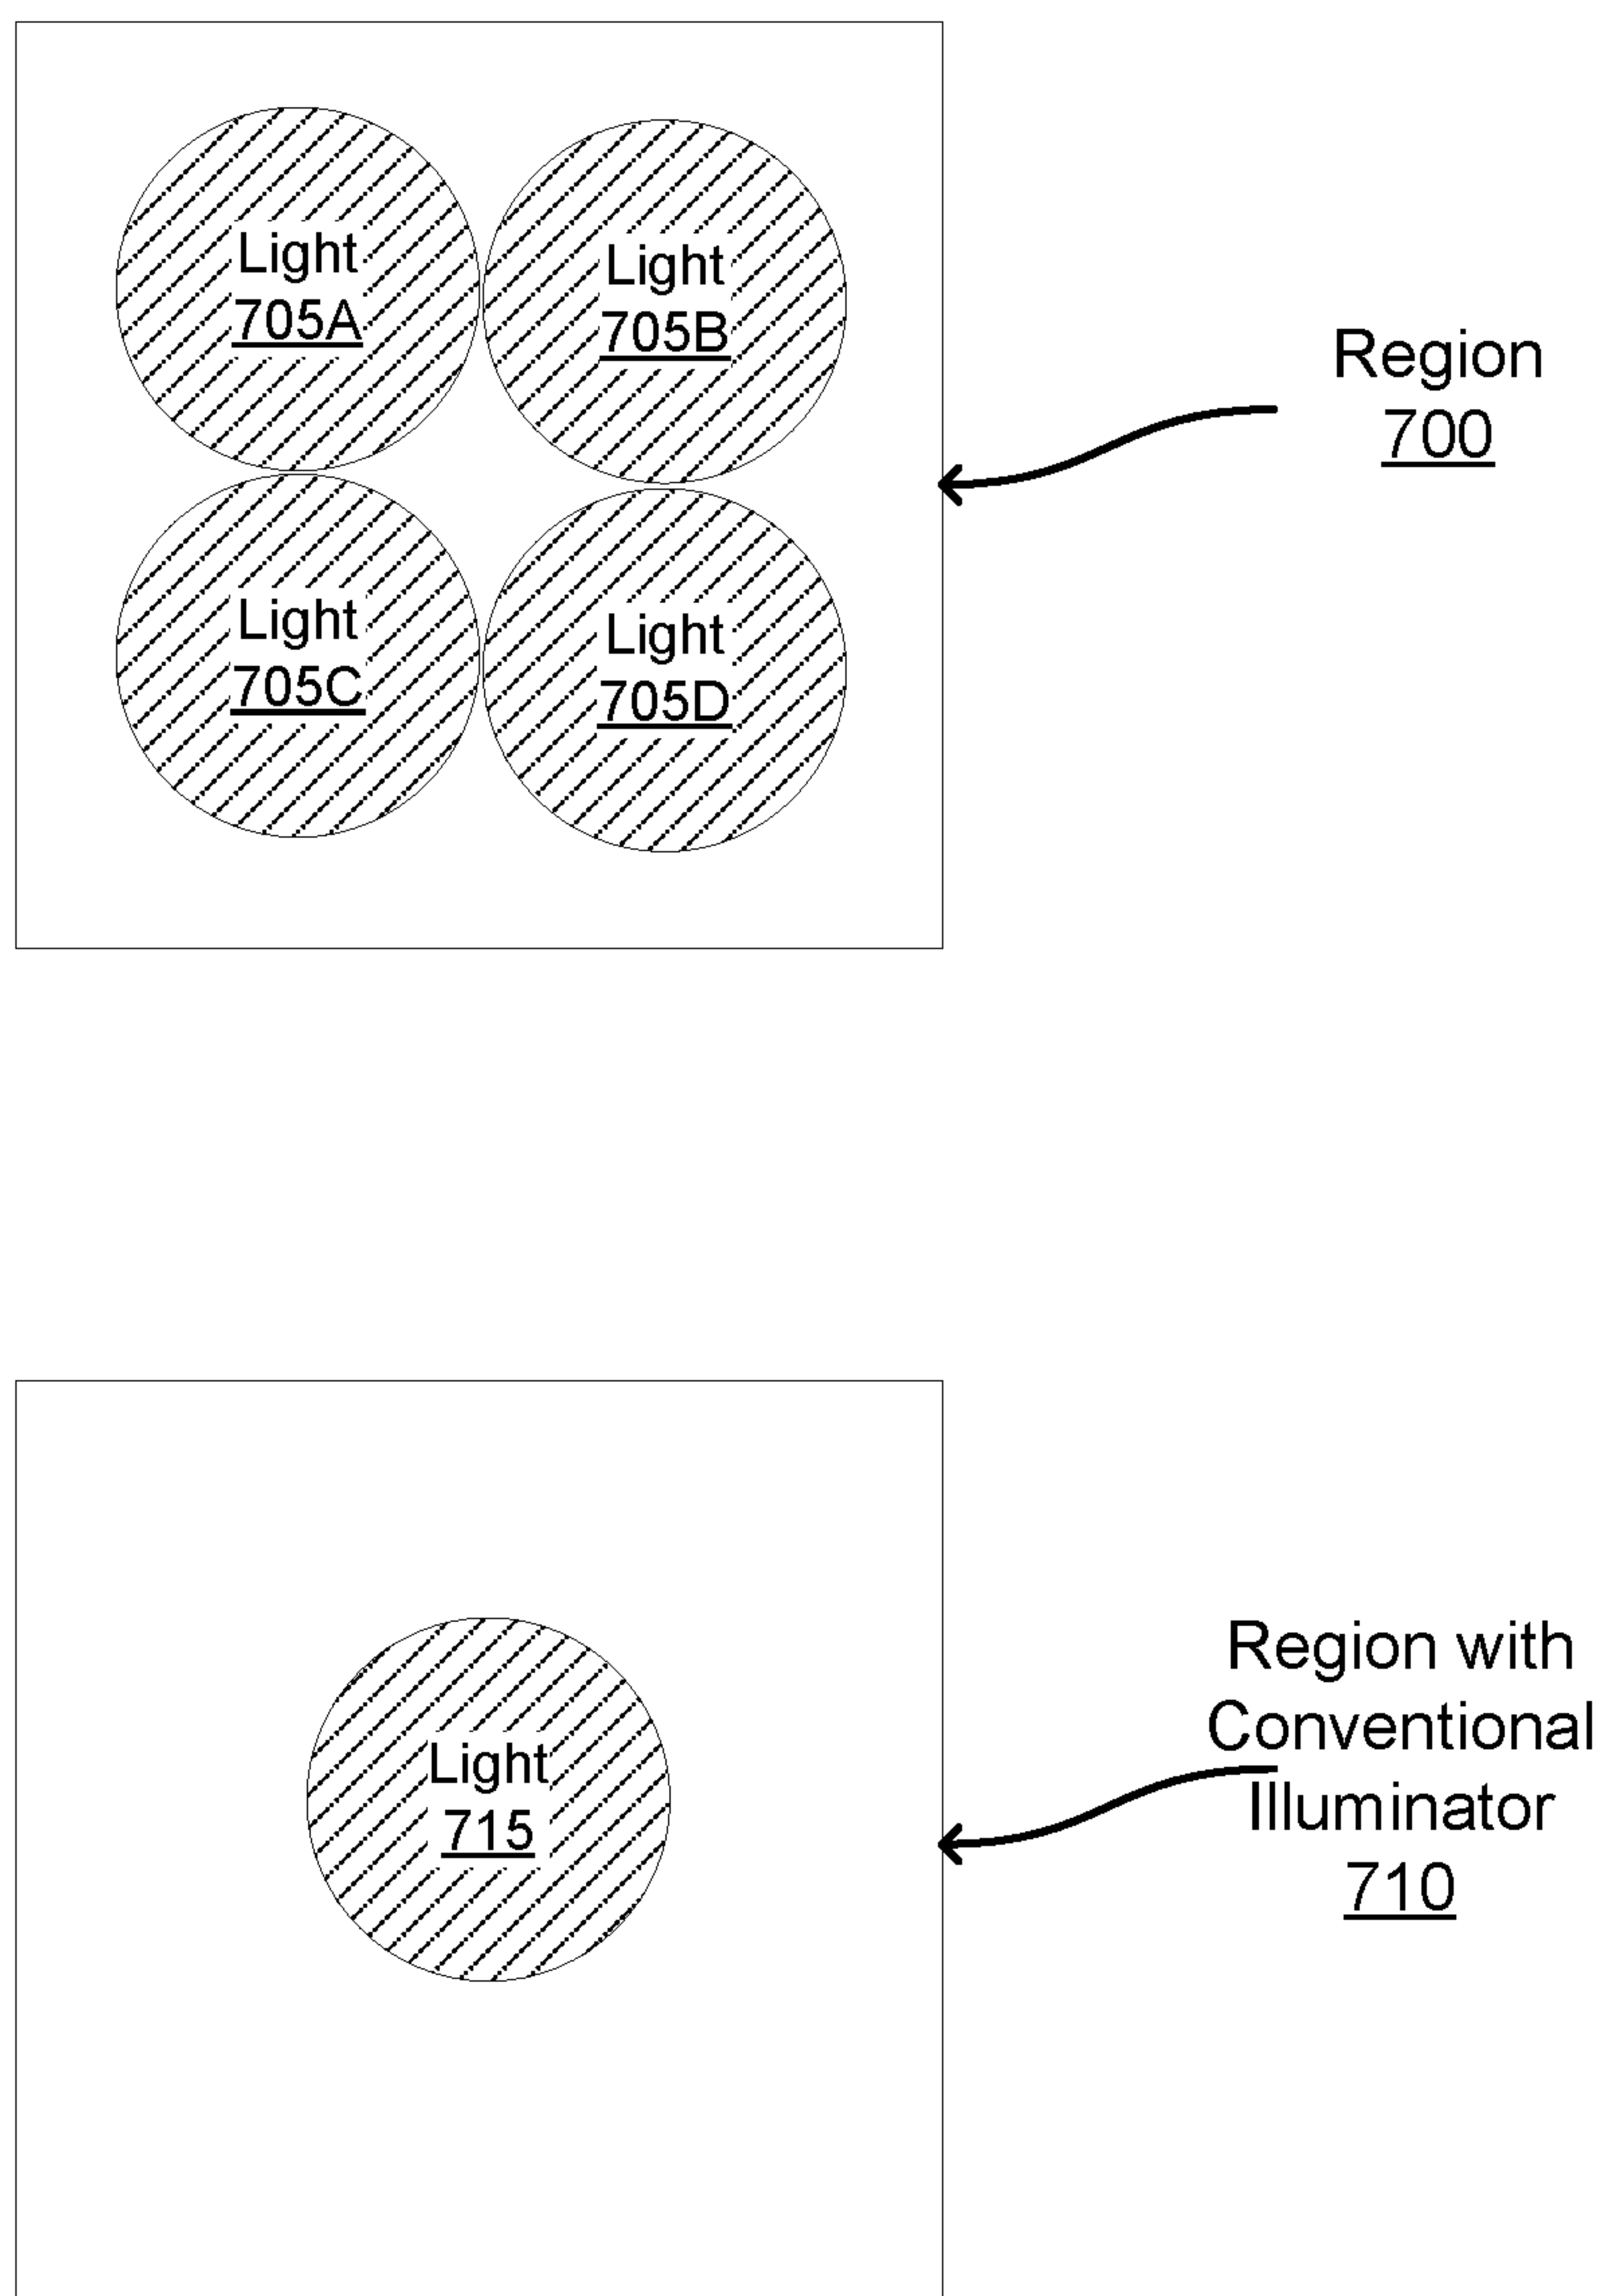 Light
705A
Light
705B
Region
700
Light
705C
Light
705D
Light
715
Region with
Conventional
Illuminator
710